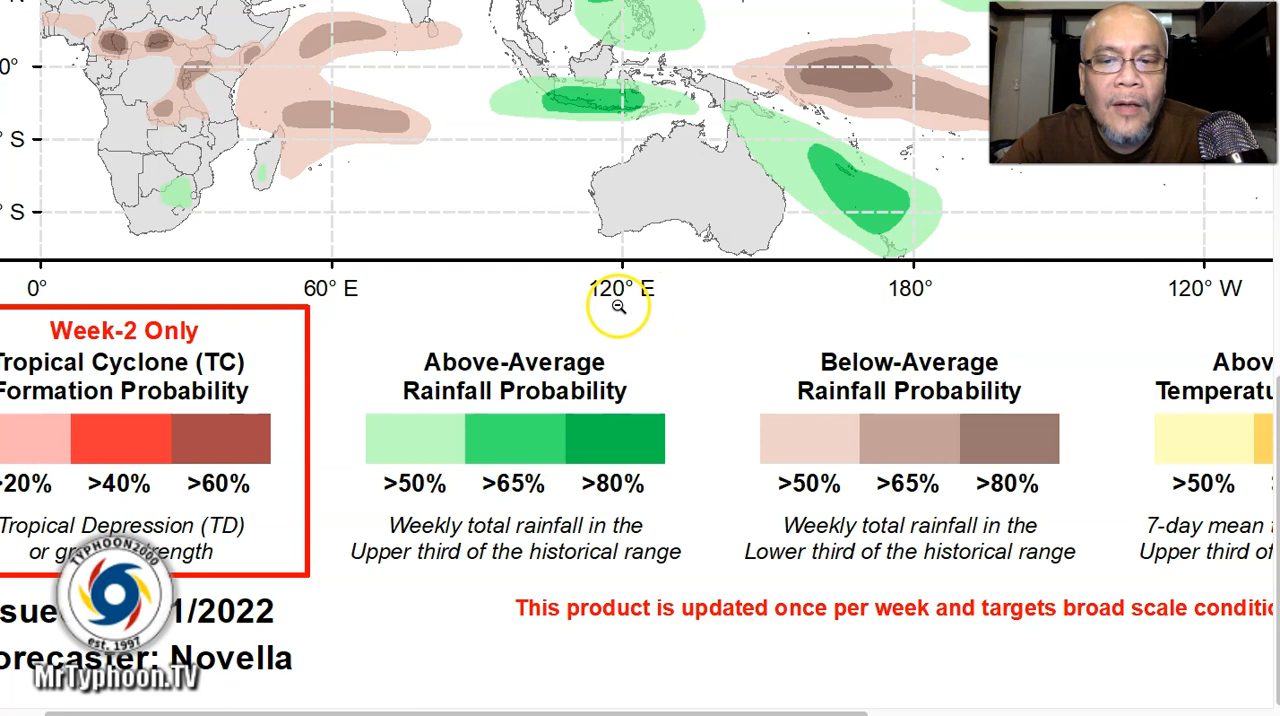 0°
° S
° S
0°
60° E
120° E
180°
120° W
Week-2 Only
Tropical Cyclone (TC)
Formation Probability
>20% >40% >60%
Tropical Depression (TD)
or
Above-Average
Rainfall Probability
>50% >65% >80%
Weekly total rainfall in the
Upper third of the historical range
Below-Average
Rainfall Probability
>50% >65% >80%
Weekly total rainfall in the
Lower third of the historical range
Abov
Temperatu
>50%
7-day mean t
Upper third of
This product is updated once per week and targets broad scale conditio
sue 1/2022
orecaster: Novella
TYPHOON2000
est. 1997
MrTyphoon.TV